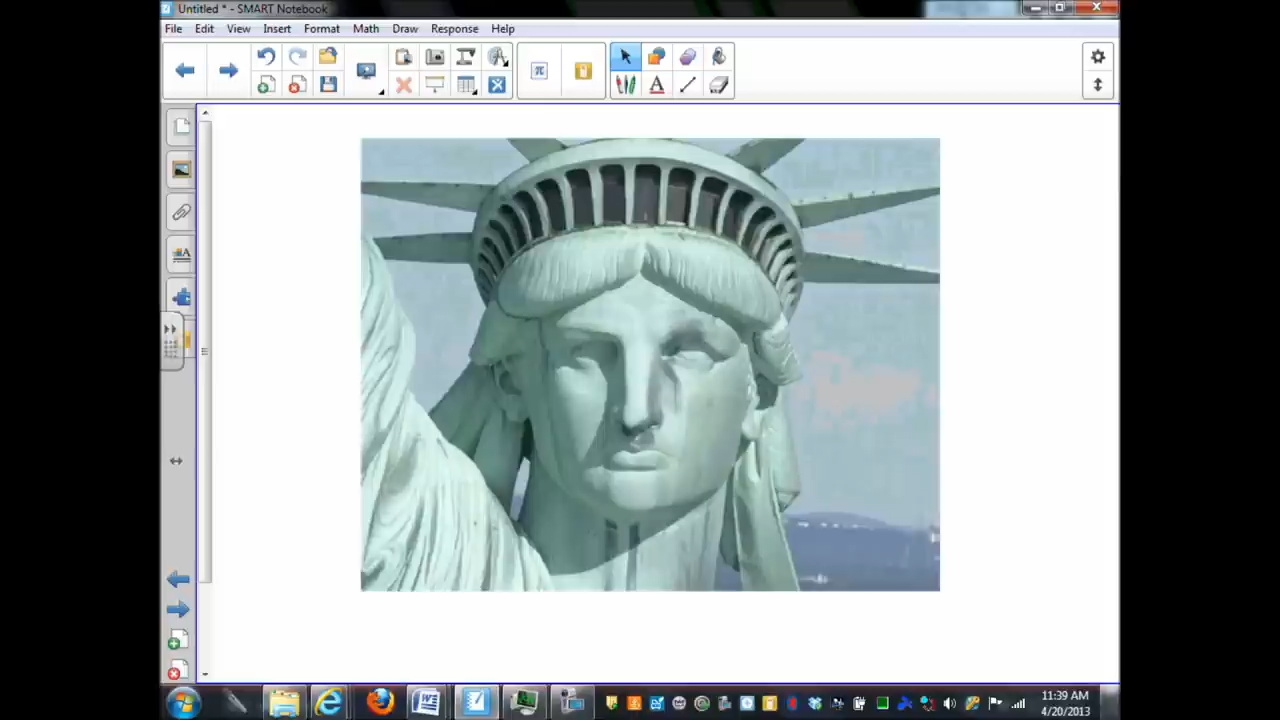 Untitled * - SMART Notebook
File Edit View Insert Format Math Draw Response Help
11:39 AM
4/20/2013